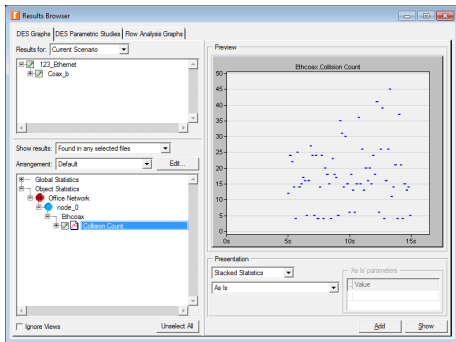 Results Browser
DES Graphs DES Parametric Studies Flow Analysis Graphs
Results for: Current Scenario
123_Ethernet
Coax_b
Show results: Found in any selected files
Arrangement: Default Edit...
Global Statistics
Object Statistics
Office Network
node_0
Ethcoax
Collision Count
Ignore Views Unselect All
Preview
Ethcoax.Collision Count
50
45
40
35
30
25
20
15
10
5
0
0s 5s 10s 15s
Presentation
Stacked Statistics
As Is
'As Is' parameters
Value
Add Show